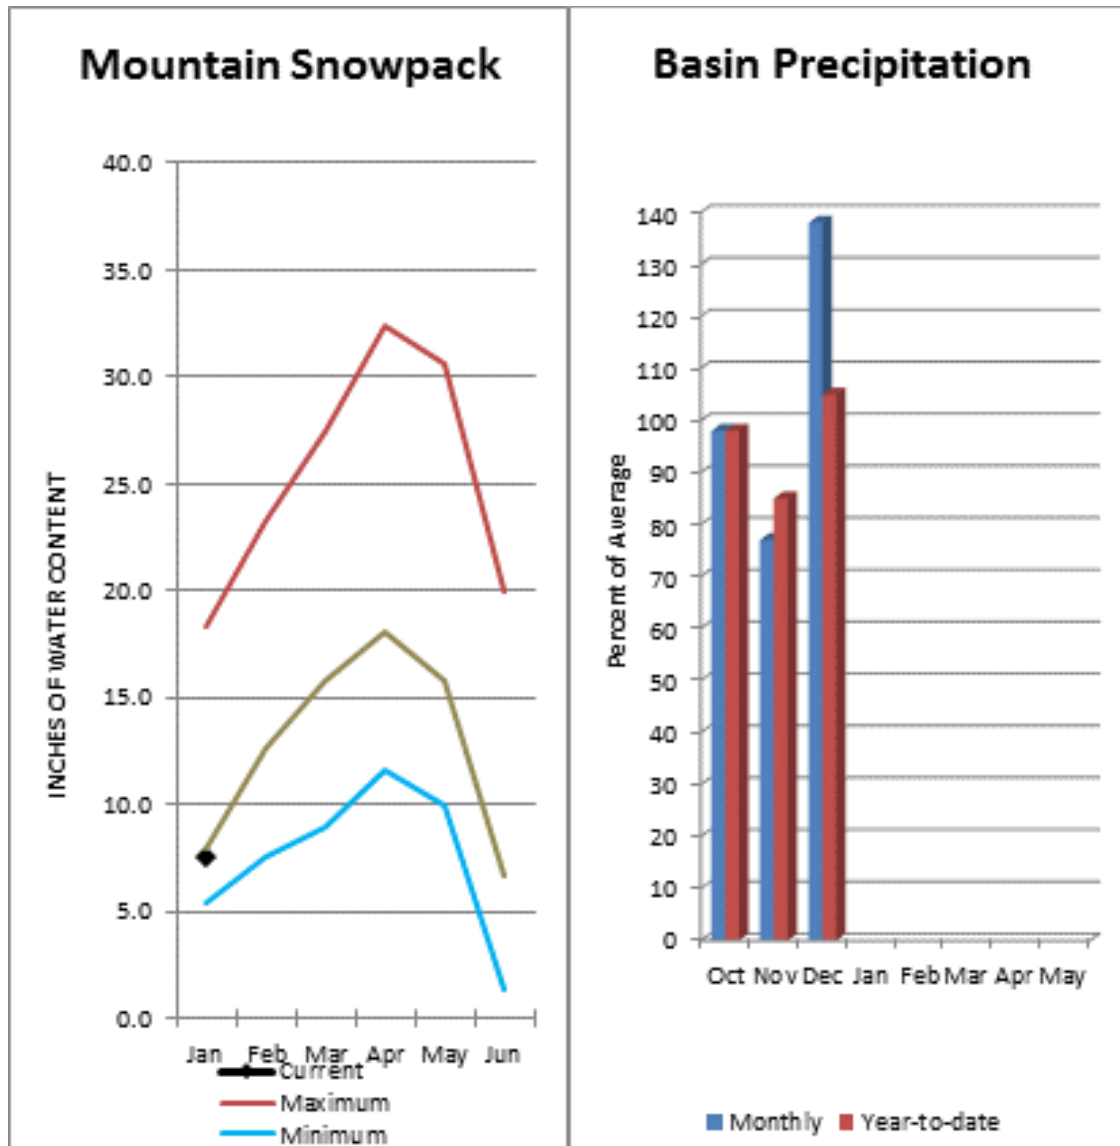 Mountain Snowpack
40.0
35.0
30.0
25.0
20.0
15.0
10.0
5.0
0.0
INCHES OF WATER CONTENT
Jan Feb Mar Apr May Jun
Current
Maximum
Minimum
Basin Precipitation
140
130
120
110
100
90
80
70
60
50
40
30
20
10
0
Percent of Average
Oct Nov Dec Jan Feb Mar Apr May
Monthly Year-to-date